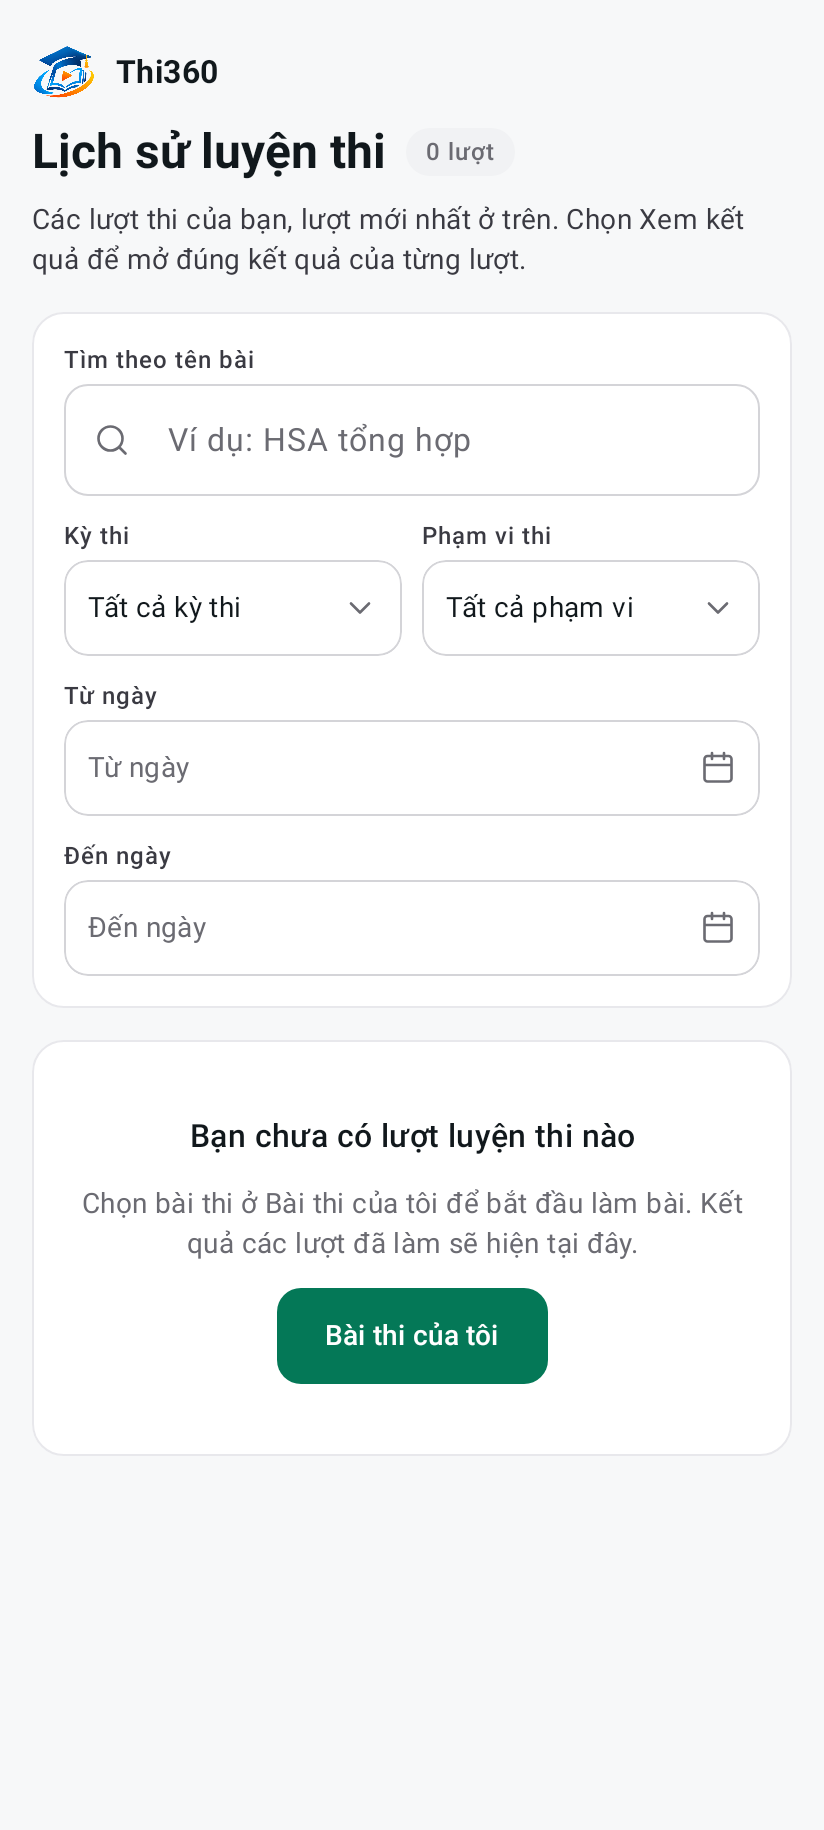 Thi360
Lịch sử luyện thi
0 lượt
Các lượt thi của bạn, lượt mới nhất ở trên. Chọn Xem kết
quả để mở đúng kết quả của từng lượt.
Tìm theo tên bài
Ví dụ: HSA tổng hợp
Kỳ thi
Phạm vi thi
Tất cả kỳ thi
Tất cả phạm vi
Từ ngày
Từ ngày
Đến ngày
Đến ngày
Bạn chưa có lượt luyện thi nào
Chọn bài thi ở Bài thi của tôi để bắt đầu làm bài. Kết
quả các lượt đã làm sẽ hiện tại đây.
Bài thi của tôi